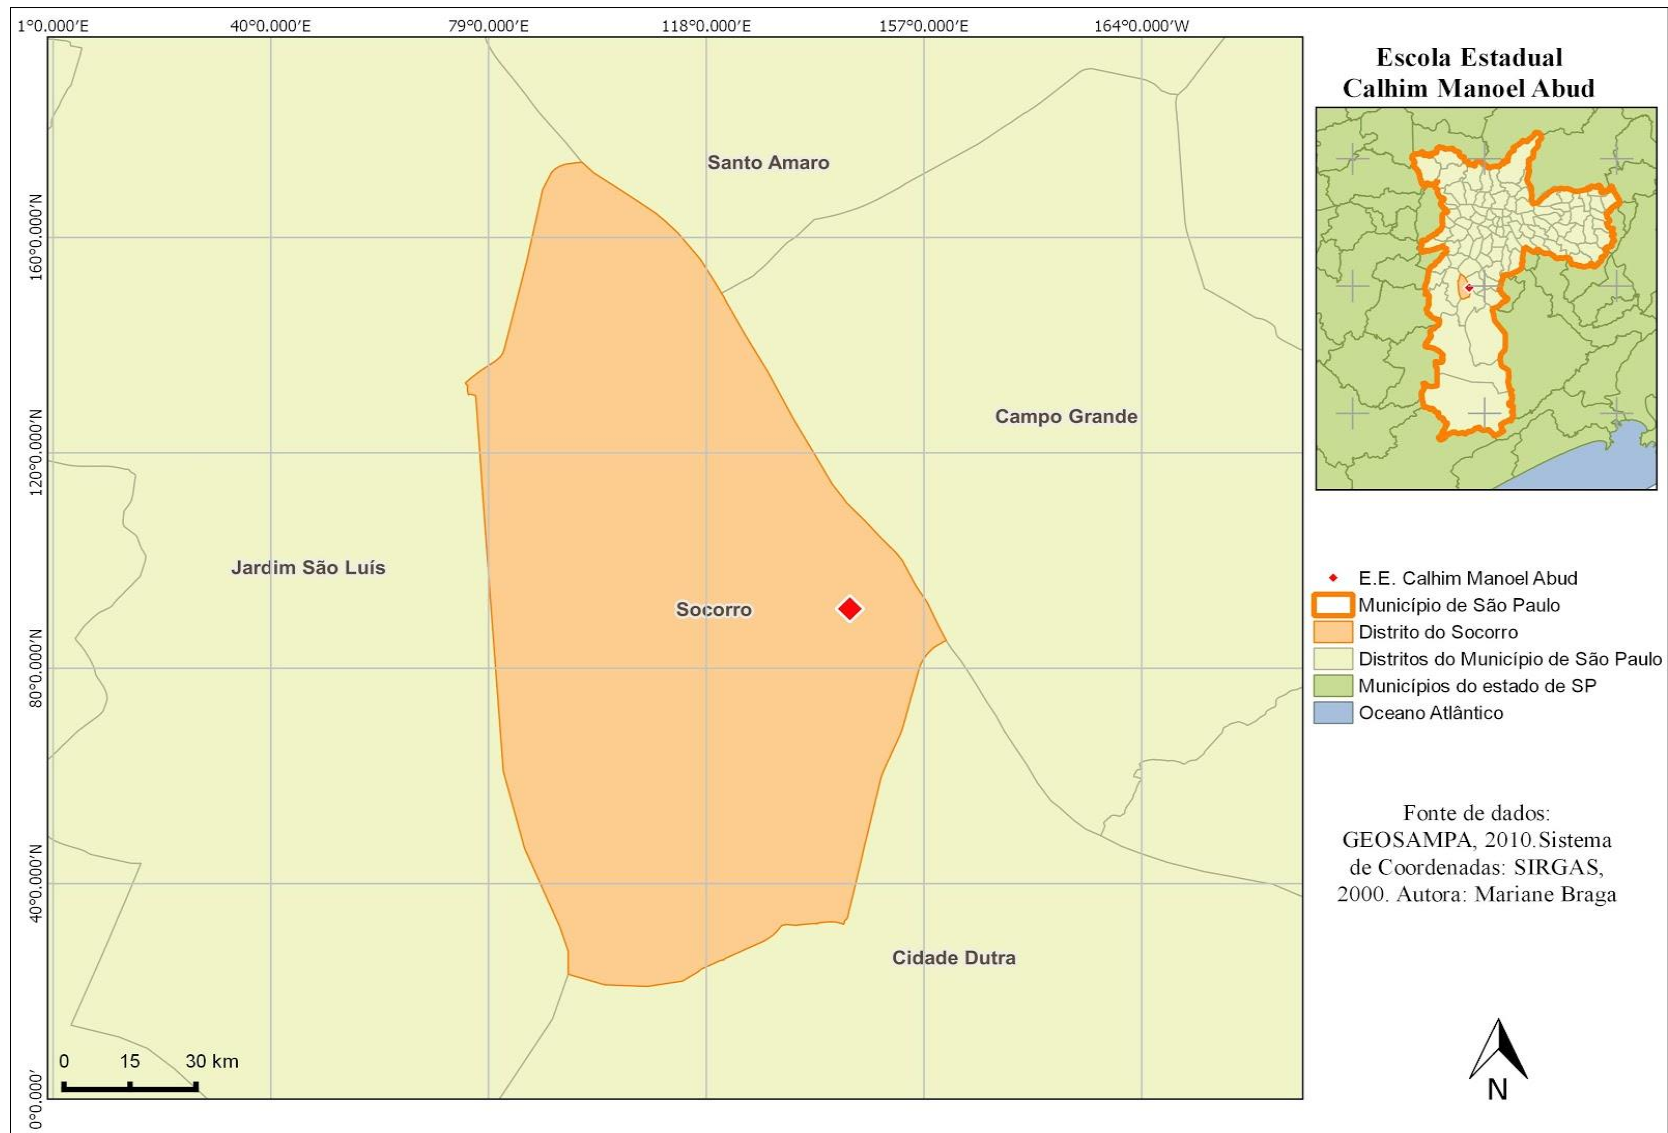 1°0.000'E 40°0.000'E 79°0.000'E 118°0.000'E 157°0.000'E 164°0.000'W
160°0.000'N
120°0.000'N
80°0.000'N
40°0.000'N
0°0.000'
Santo Amaro
Campo Grande
Jardim São Luís
Socorro
Cidade Dutra
0 15 30 km
Escola Estadual
Calhim Manoel Abud
E.E. Calhim Manoel Abud
Município de São Paulo
Distrito do Socorro
Distritos do Município de São Paulo
Municípios do estado de SP
Oceano Atlântico
Fonte de dados:
GEOSAMPA, 2010.Sistema
de Coordenadas: SIRGAS,
2000. Autora: Mariane Braga
N